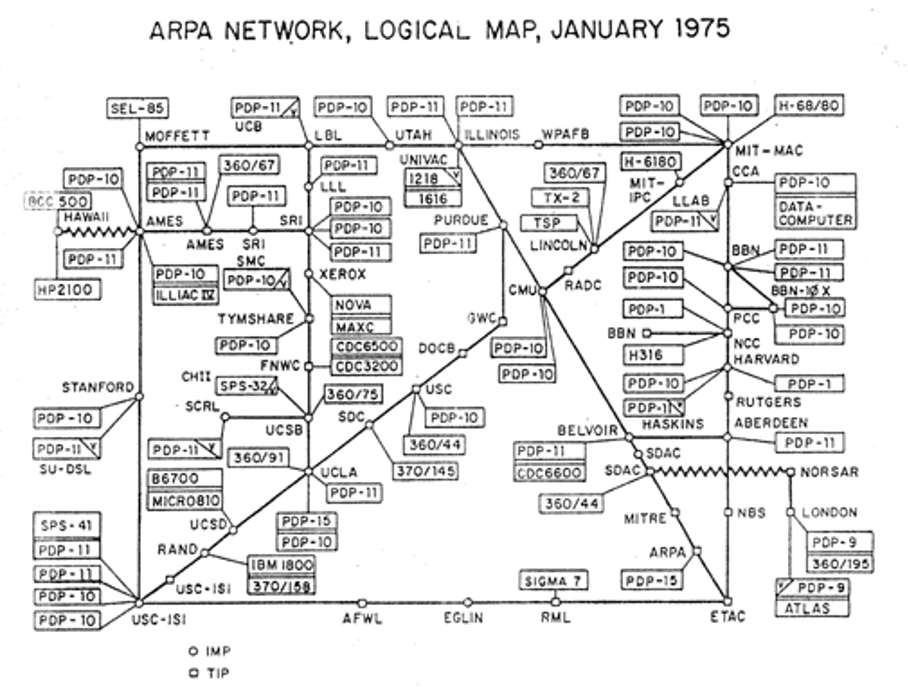 ARPA NETWORK, LOGICAL MAP, JANUARY 1975
SEL-85
PDP-11
UCB
PDP-10
PDP-11
PDP-11
PDP-10
PDP-10
PDP-10
H-68/80
MOFFETT
LBL
UTAH
ILLINOIS
WPAFB
MIT-MAC
PDP-10
PDP-11
PDP-11
360/67
PDP-11
PDP-11
LLL
UNIVAC
1218
1616
360/67
TX-2
TSP
H-6180
MIT-
IPC
CCA
PDP-10
DATA-
COMPUTER
LLAB
PDP-11
BCC 500
HAWAII
AMES
AMES
SRI
SRI
PDP-10
PDP-10
PDP-11
PURDUE
PDP-11
LINCOLN
RADC
CMU
PDP-10
PDP-10
BBN
PDP-11
PDP-11
BBN-10X
PDP-10
PDP-10
PCC
PDP-11
HP2100
PDP-10
ILLIAC IV
SMC
PDP-10
XEROX
NOVA
MAXC
TYMSHARE
PDP-10
GWC
DOCB
PDP-10
PDP-10
PDP-1
BBN
NCC
H316
CDC6500
CDC3200
FNWC
HARVARD
PDP-1
PDP-10
PDP-11
RUTGERS
STANFORD
PDP-10
PDP-11
SU-DSL
CHII
SPS-32
SCRL
PDP-11
UCSB
360/75
SDC
USC
PDP-10
360/44
370/145
BELVOIR
HASKINS
ABERDEEN
PDP-11
PDP-11
CDC6600
SDAC
SDAC
360/44
NORSAR
360/91
UCLA
PDP-11
B6700
MICRO810
UCSD
PDP-15
PDP-10
MITRE
NBS
LONDON
PDP-9
360/195
SPS-41
PDP-11
PDP-11
PDP-10
PDP-10
RAND
IBM 1800
370/158
USC-ISI
ARPA
PDP-15
SIGMA 7
PDP-9
ATLAS
USC-ISI
AFWL
EGLIN
RML
ETAC
IMP
TIP